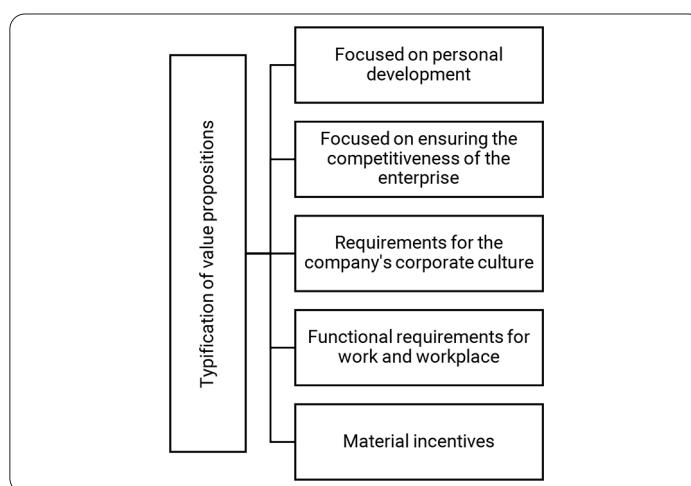 Typification of value propositions
Focused on personal
development
Focused on ensuring the
competitiveness of the
enterprise
Requirements for the
company's corporate culture
Functional requirements for
work and workplace
Material incentives